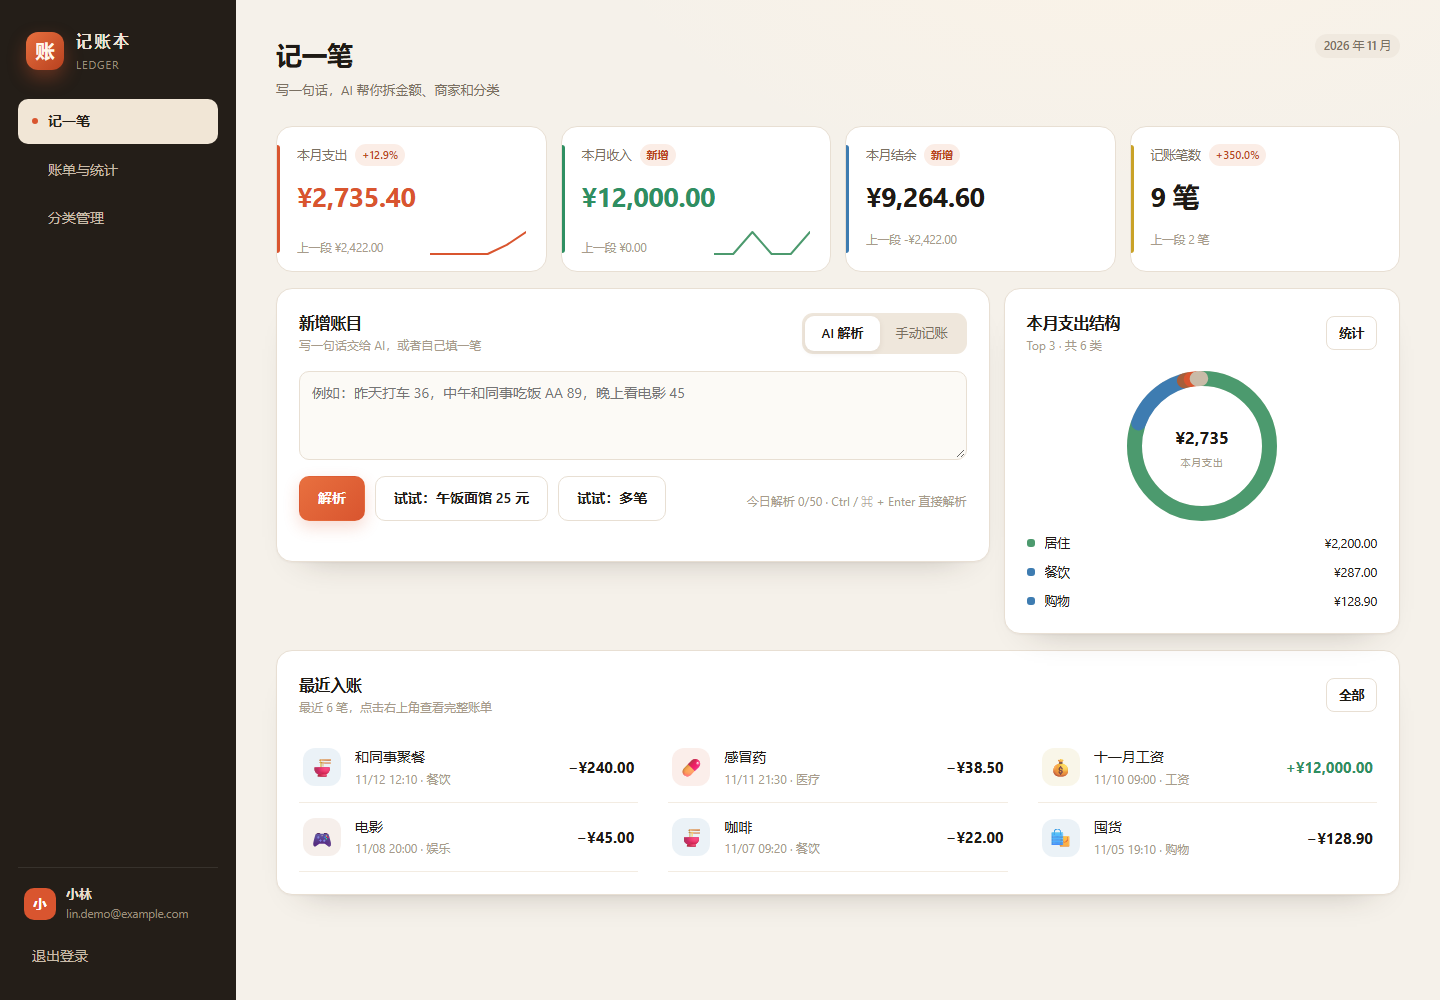 账
记账本
LEDGER
记一笔
账单与统计
分类管理
小
小林
lin.demo@example.com
退出登录
记一笔
写一句话，AI 帮你拆金额、商家和分类
2026 年 11 月
本月支出 +12.9%
¥2,735.40
上一段 ¥2,422.00
本月收入 新增
¥12,000.00
上一段 ¥0.00
本月结余 新增
¥9,264.60
上一段 -¥2,422.00
记账笔数 +350.0%
9 笔
上一段 2 笔
新增账目
写一句话交给 AI，或者自己填一笔
AI 解析 手动记账
例如：昨天打车 36，中午和同事吃饭 AA 89，晚上看电影 45
解析 试试：午饭面馆 25 元 试试：多笔
今日解析 0/50 · Ctrl / ⌘ + Enter 直接解析
本月支出结构
Top 3 · 共 6 类
统计
¥2,735
本月支出
居住 ¥2,200.00
餐饮 ¥287.00
购物 ¥128.90
最近入账
最近 6 笔，点击右上角查看完整账单
全部
和同事聚餐
11/12 12:10 · 餐饮
−¥240.00
感冒药
11/11 21:30 · 医疗
−¥38.50
十一月工资
11/10 09:00 · 工资
+¥12,000.00
电影
11/08 20:00 · 娱乐
−¥45.00
咖啡
11/07 09:20 · 餐饮
−¥22.00
囤货
11/05 19:10 · 购物
−¥128.90